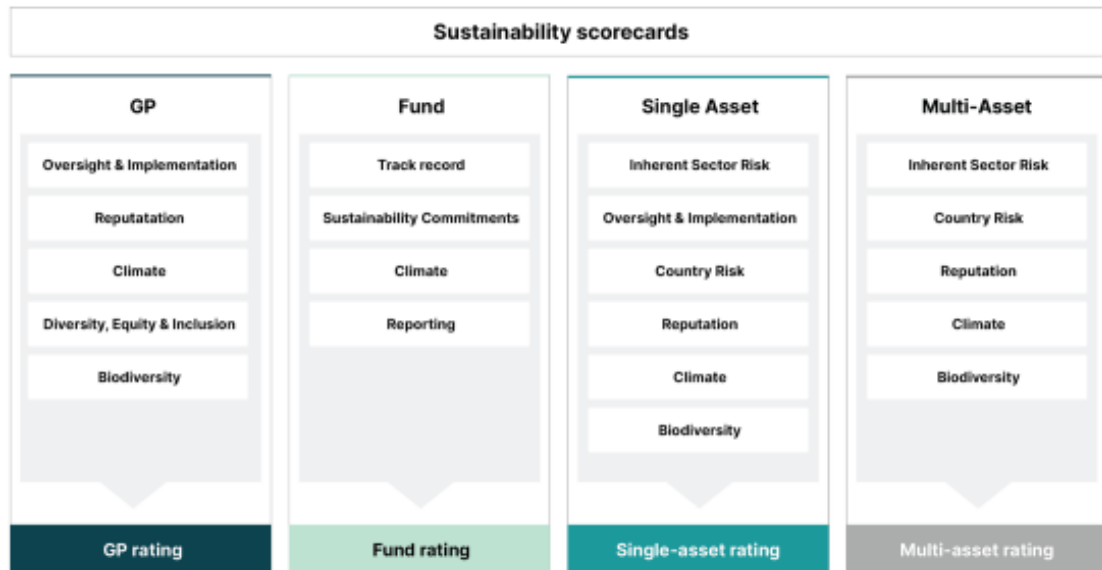 Sustainability scorecards
GP
Oversight & Implementation
Reputatation
Climate
Diversity, Equity & Inclusion
Biodiversity
GP rating
Fund
Track record
Sustainability Commitments
Climate
Reporting
Fund rating
Single Asset
Inherent Sector Risk
Oversight & Implementation
Country Risk
Reputation
Climate
Biodiversity
Single-asset rating
Multi-Asset
Inherent Sector Risk
Country Risk
Reputation
Climate
Biodiversity
Multi-asset rating